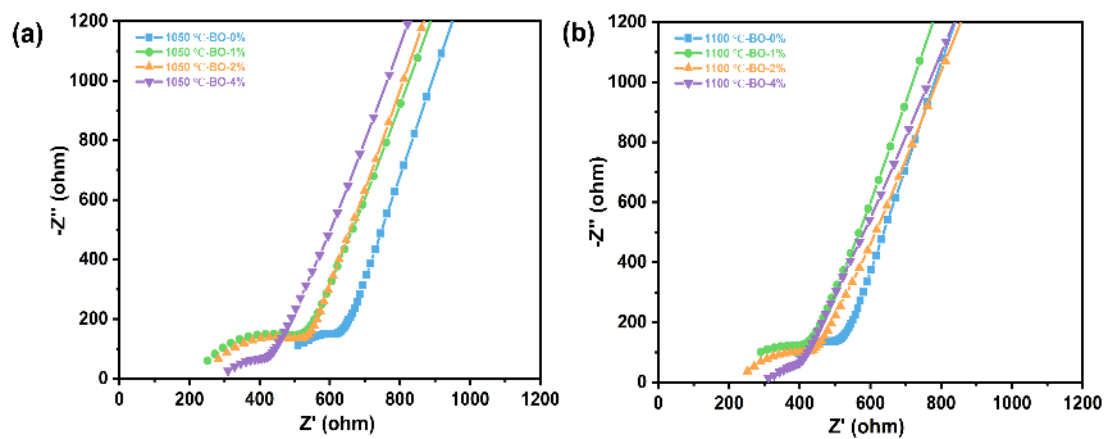 (a)
1200
1000
800
600
400
200
0
-Z'' (ohm)
1050 ℃-BO-0%
1050 ℃-BO-1%
1050 ℃-BO-2%
1050 ℃-BO-4%
0 200 400 600 800 1000 1200
Z' (ohm)
(b)
1200
1000
800
600
400
200
0
-Z'' (ohm)
1100 ℃-BO-0%
1100 ℃-BO-1%
1100 ℃-BO-2%
1100 ℃-BO-4%
0 200 400 600 800 1000 1200
Z' (ohm)